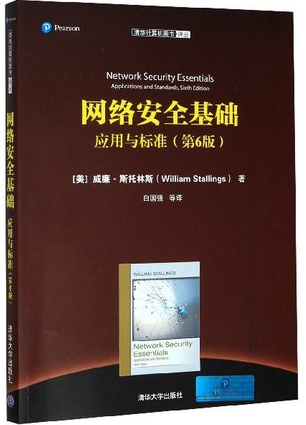 Pearson
清华计算机图书译丛
Network Security Essentials
Applications and Standards, Sixth Edition
网络安全基础
应用与标准（第6版）
[美] 威廉·斯托林斯（William Stallings） 著
白国强 等译
WILLIAM STALLINGS
Network Security
Essentials
清华大学出版社
网络安全基础
应用与标准（第6版）
清华大学出版社